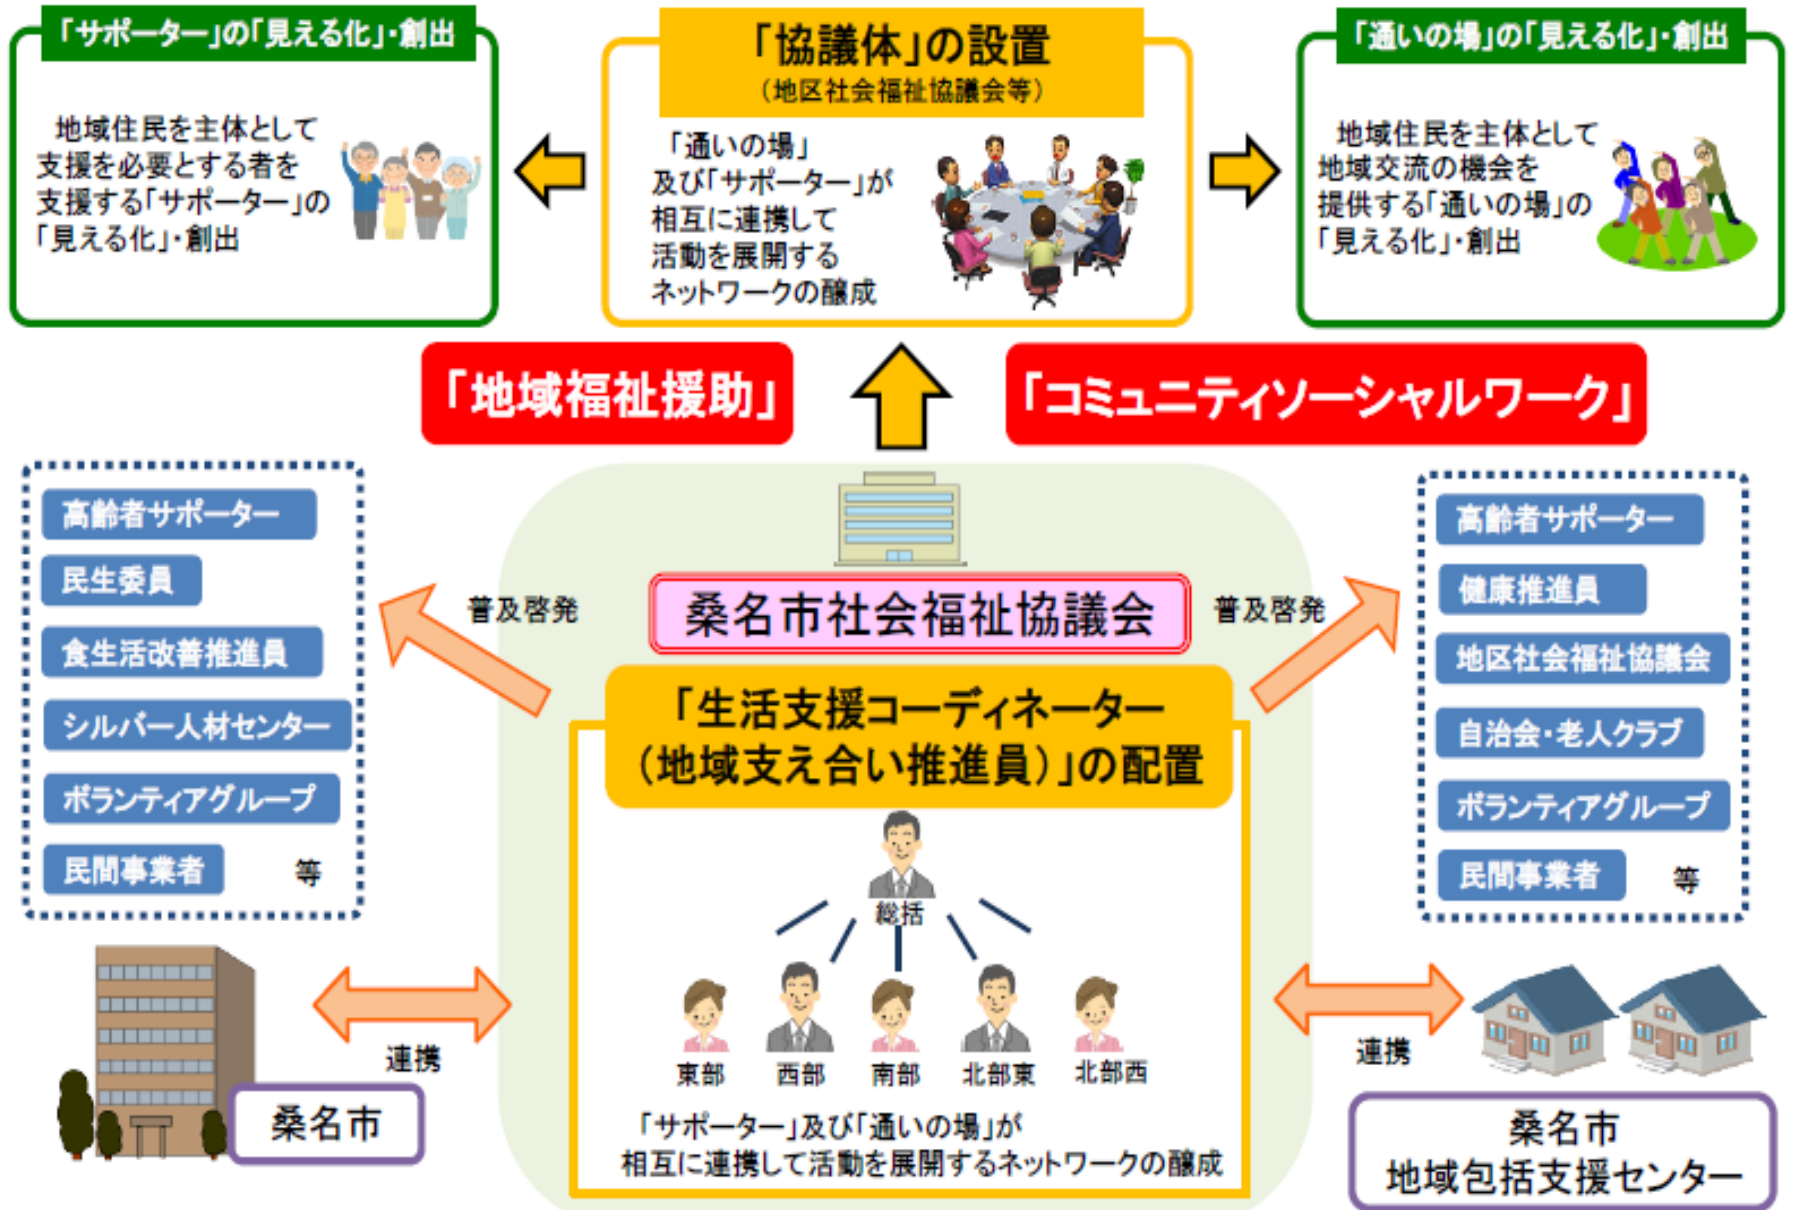 「サポーター」の「見える化」・創出
地域住民を主体として
支援を必要とする者を
支援する「サポーター」の
「見える化」・創出
「協議体」の設置
（地区社会福祉協議会等）
「通いの場」
及び「サポーター」が
相互に連携して
活動を展開する
ネットワークの醸成
「通いの場」の「見える化」・創出
地域住民を主体として
地域交流の機会を
提供する「通いの場」の
「見える化」・創出
「地域福祉援助」
「コミュニティソーシャルワーク」
高齢者サポーター
民生委員
食生活改善推進員
シルバー人材センター
ボランティアグループ
民間事業者
等
普及啓発
桑名市社会福祉協議会
普及啓発
「生活支援コーディネーター
（地域支え合い推進員）」の配置
総括
東部
西部
南部
北部東
北部西
「サポーター」及び「通いの場」が
相互に連携して活動を展開するネットワークの醸成
高齢者サポーター
健康推進員
地区社会福祉協議会
自治会・老人クラブ
ボランティアグループ
民間事業者
等
連携
桑名市
連携
桑名市
地域包括支援センター